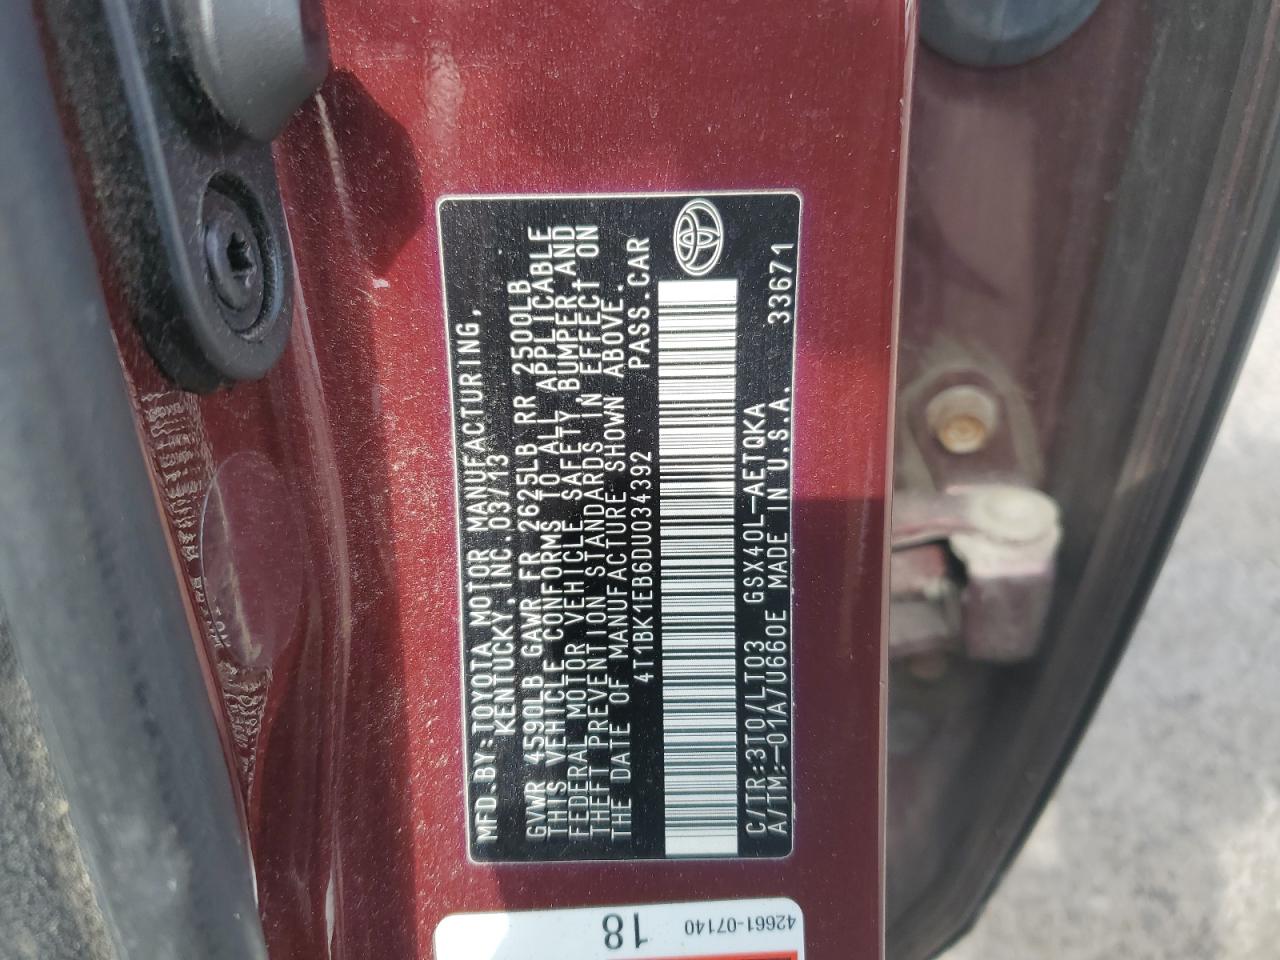 MFD.BY:TOYOTA MOTOR MANUFACTURING,
KENTUCKY, INC. 03/13
GVWR 4590LB GAWR FR 2625LB RR 2500LB
THIS VEHICLE CONFORMS TO ALL APPLICABLE
FEDERAL MOTOR VEHICLE SAFETY, BUMPER, AND
THEFT PREVENTION STANDARDS IN EFFECT ON
THE DATE OF MANUFACTURE SHOWN ABOVE.
4T1BK1EB6DU034392 PASS.CAR
C/TR:3T0/LT03 GSX40L-AETQKA
A/TM:-01A/U660E MADE IN U.S.A. 33671
18
42661-07140